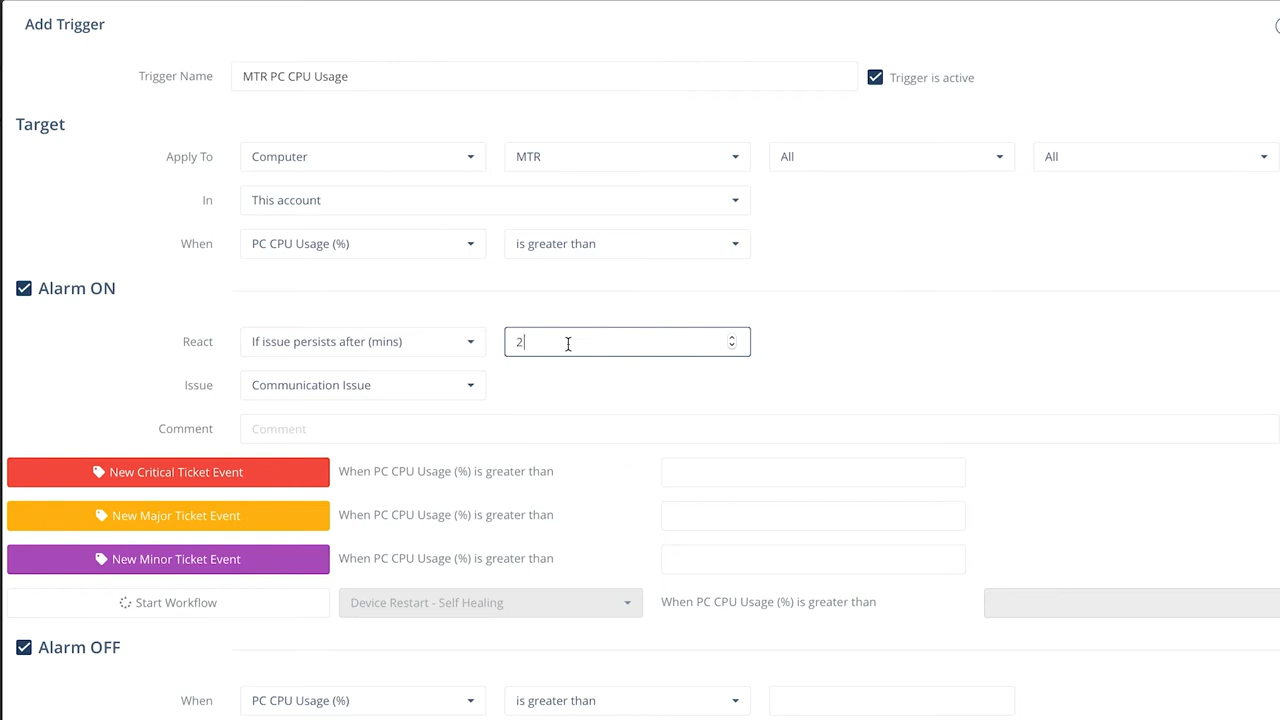 Add Trigger
Trigger Name MTR PC CPU Usage Trigger is active
Target
Apply To Computer MTR All All
In This account
When PC CPU Usage (%) is greater than
Alarm ON
React If issue persists after (mins) 2
Issue Communication Issue
Comment Comment
New Critical Ticket Event When PC CPU Usage (%) is greater than
New Major Ticket Event When PC CPU Usage (%) is greater than
New Minor Ticket Event When PC CPU Usage (%) is greater than
Start Workflow Device Restart - Self Healing When PC CPU Usage (%) is greater than
Alarm OFF
When PC CPU Usage (%) is greater than